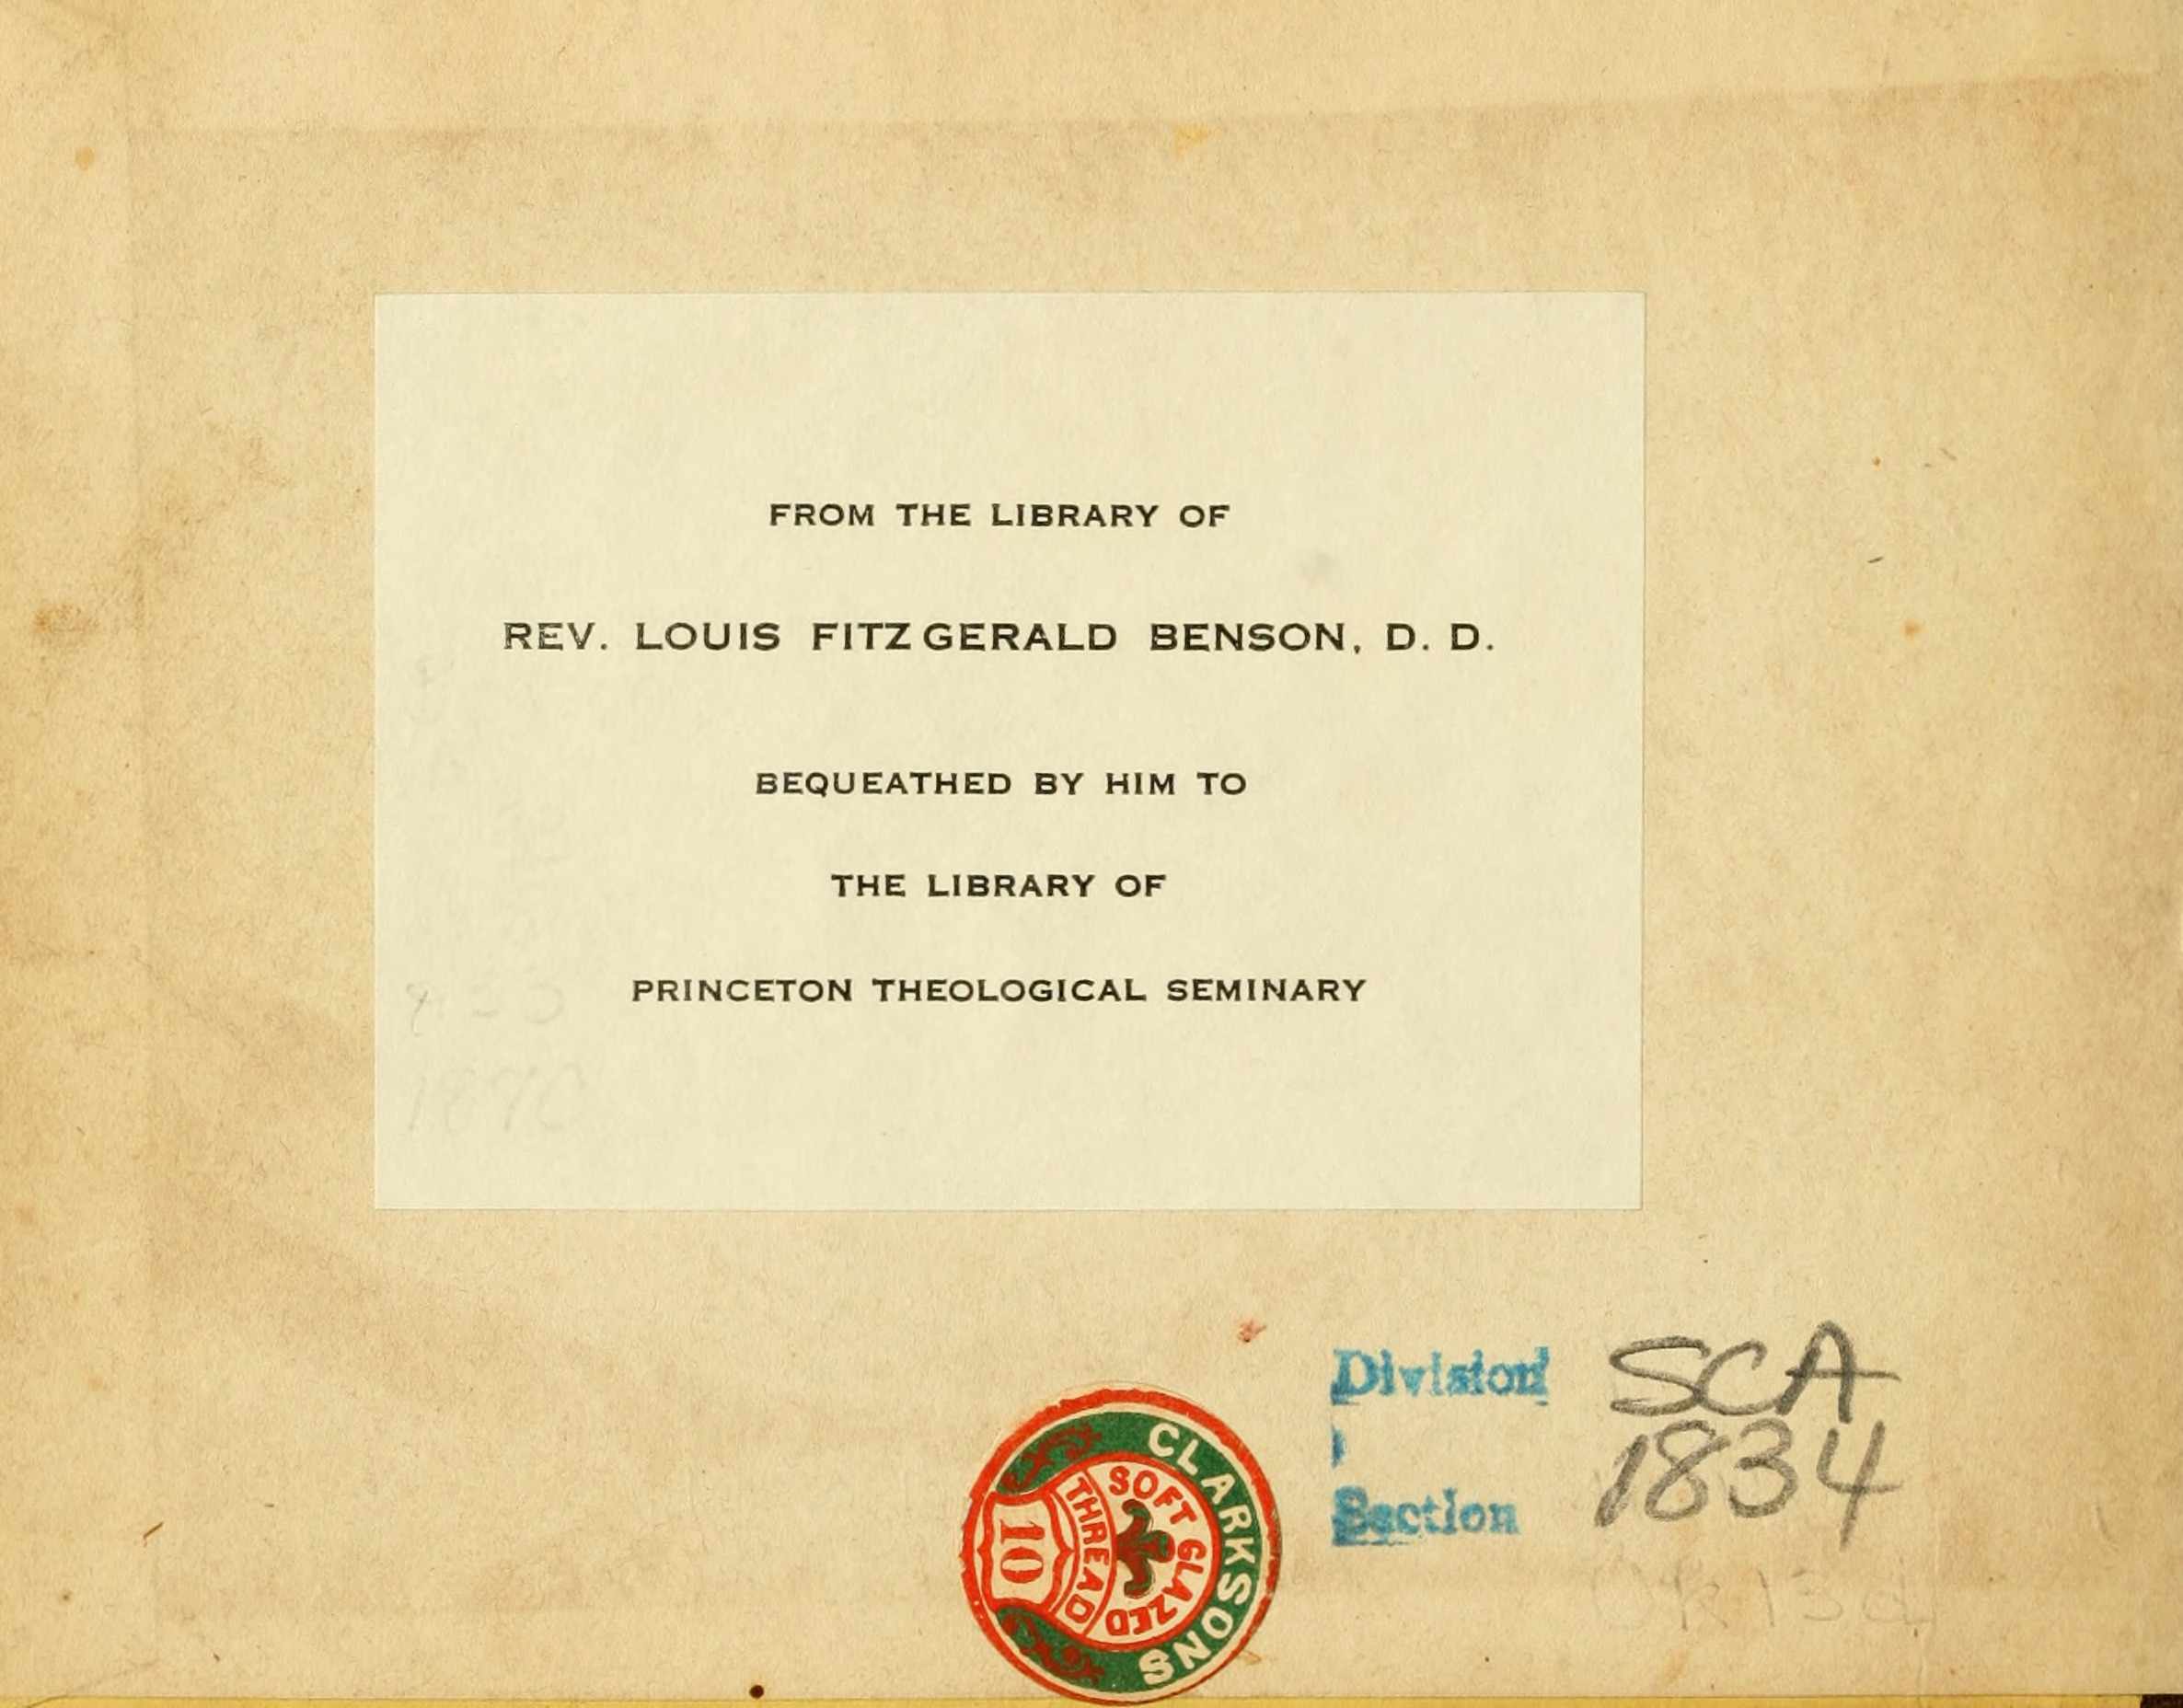 FROM THE LIBRARY OF
REV. LOUIS FITZGERALD BENSON, D. D.
BEQUEATHED BY HIM TO
THE LIBRARY OF
PRINCETON THEOLOGICAL SEMINARY
Division
SCA
1834
Section
CLARKSONS
SOFT GLAZED
THREAD
10